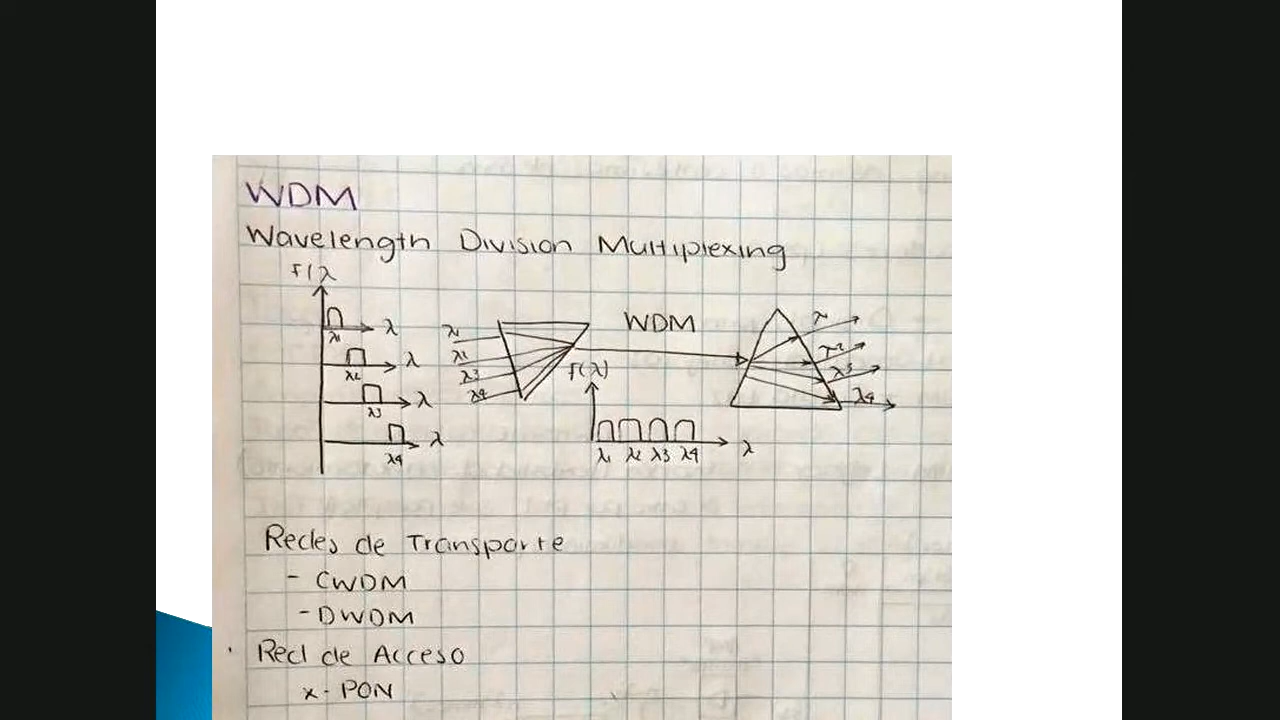 WDM
Wavelength Division Multiplexing
F(λ
λ1 λ
λ2 λ
λ3 λ
λ4 λ
λ1
λ1
λ3
λ4
WDM
f(λ)
λ1 λ2 λ3 λ4 λ
λ1
λ2
λ3
λ4
Redes de Transporte
- CWDM
- DWDM
· Red de Acceso
x - PON